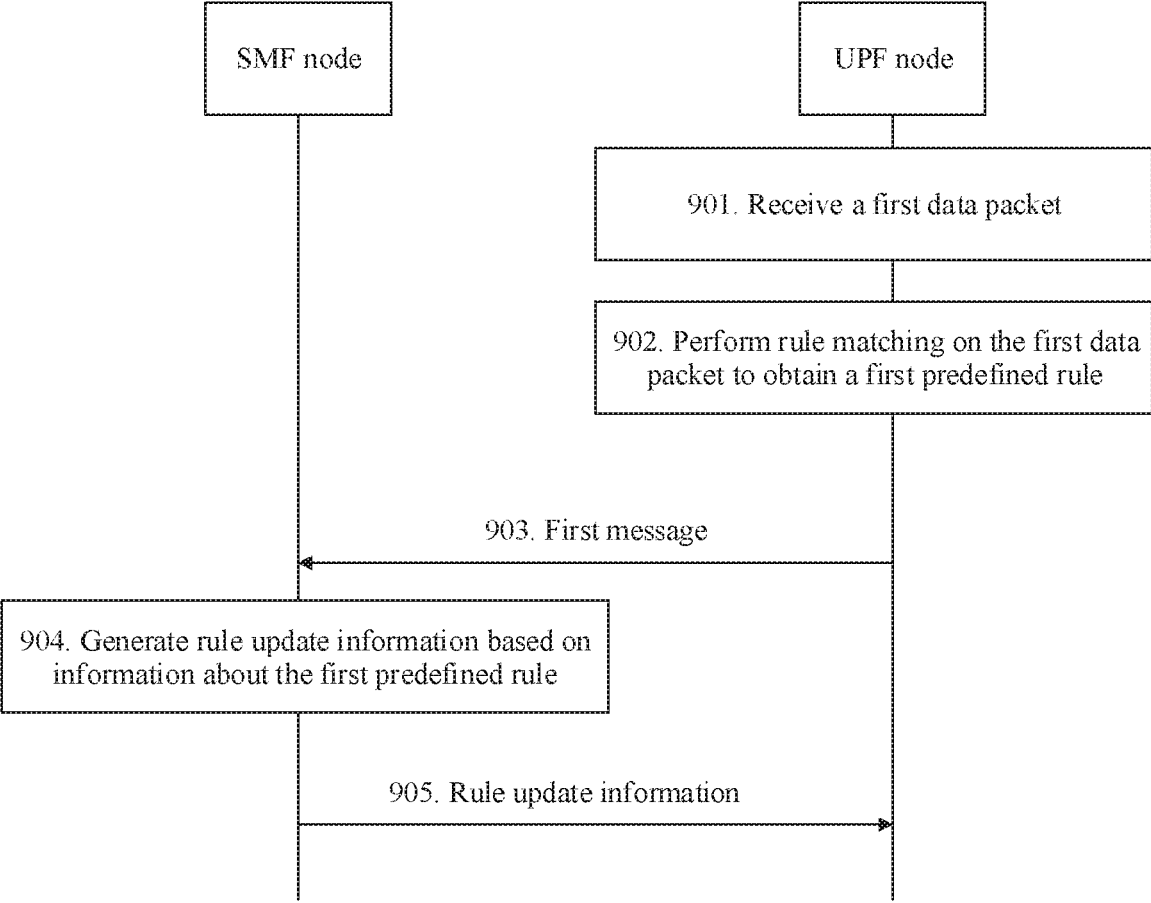 SMF node
UPF node
901. Receive a first data packet
902. Perform rule matching on the first data
packet to obtain a first predefined rule
903. First message
904. Generate rule update information based on
information about the first predefined rule
905. Rule update information